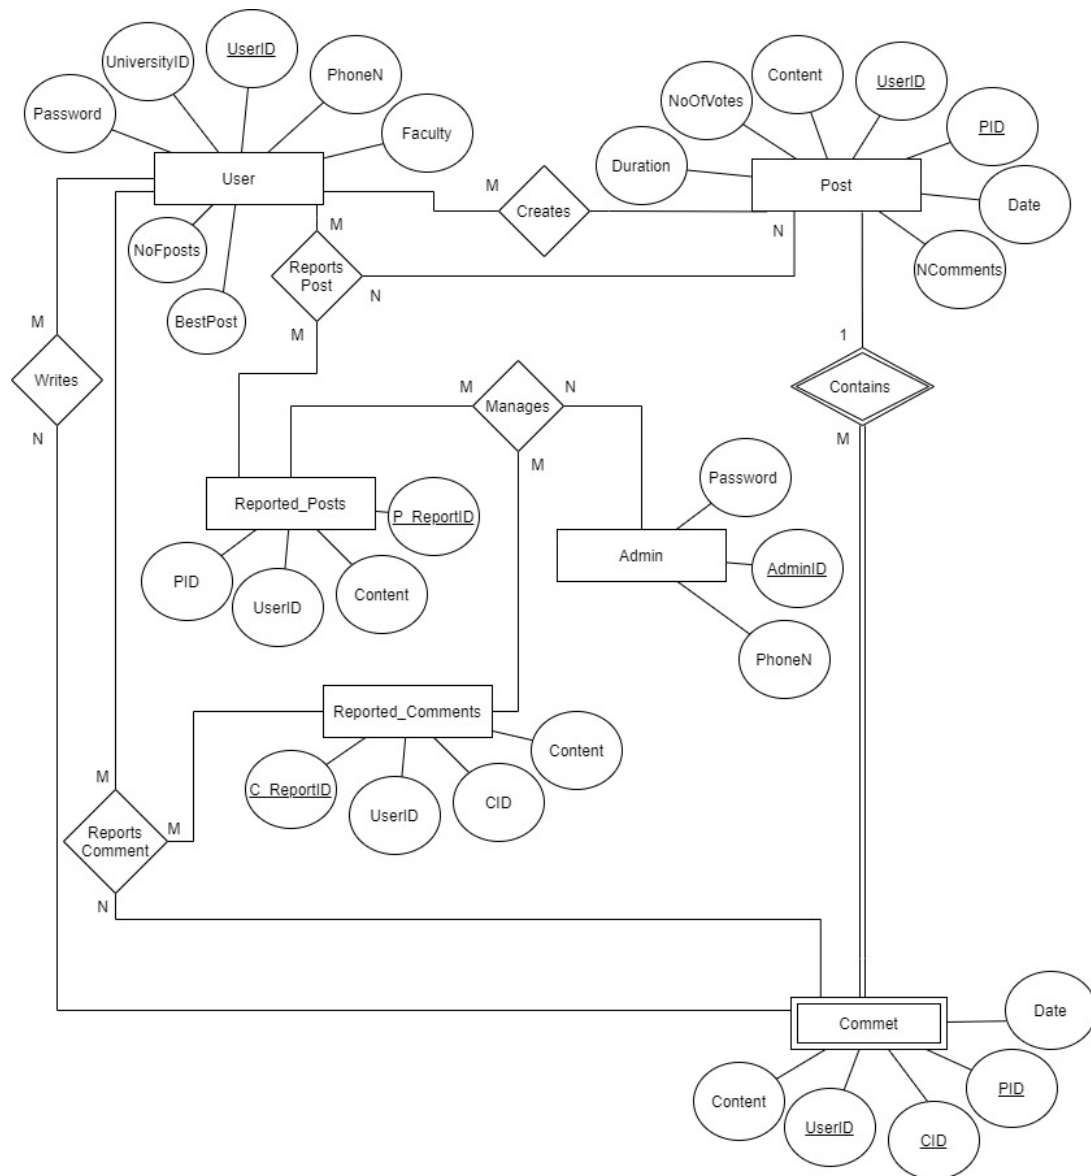 UserID
UniversityID
PhoneN
Password
Faculty
User
NoFposts
BestPost
Content
UserID
NoOfVotes
PID
Duration
Post
Date
NComments
M
Creates
N
M
Reports
Post
N
M
M
Writes
N
1
Contains
M
M
Manages
N
M
Reported_Posts
P_ReportID
PID
UserID
Content
Password
Admin
AdminID
PhoneN
Reported_Comments
C_ReportID
UserID
CID
Content
M
Reports
Comment
M
N
Commet
Date
Content
UserID
CID
PID